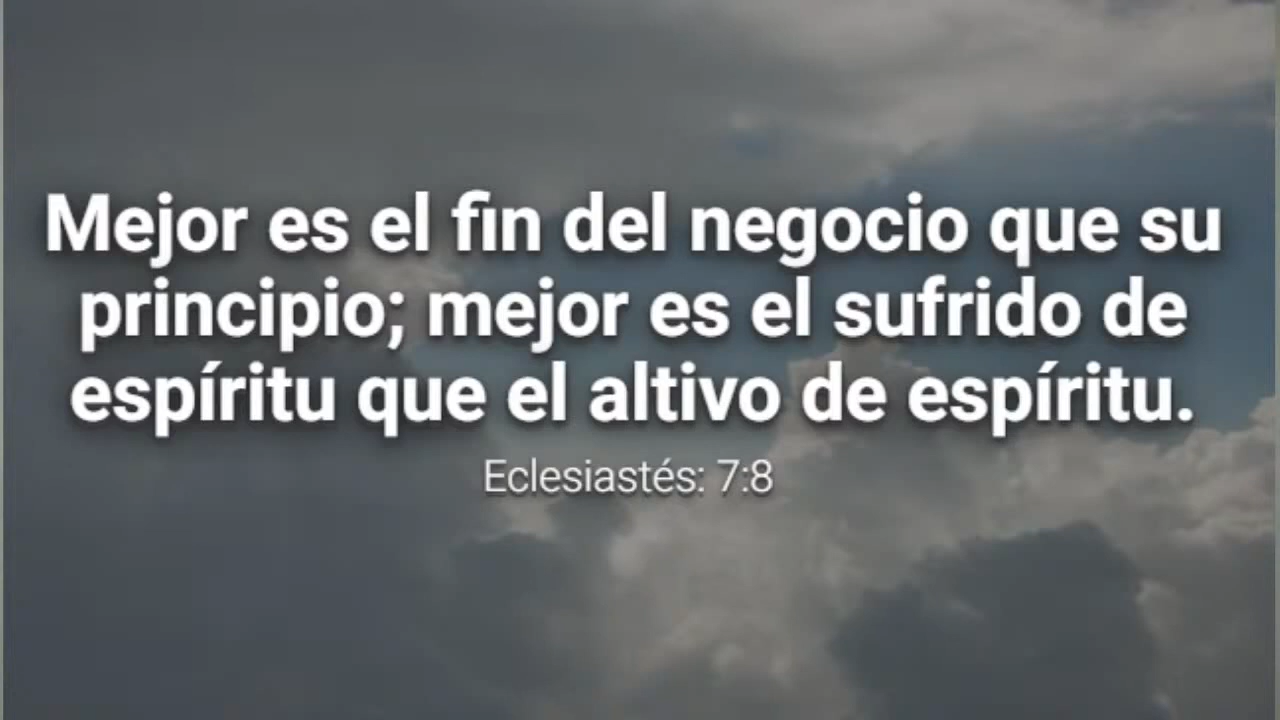 Mejor es el fin del negocio que su
principio; mejor es el sufrido de
espíritu que el altivo de espíritu.
Eclesiastés: 7:8